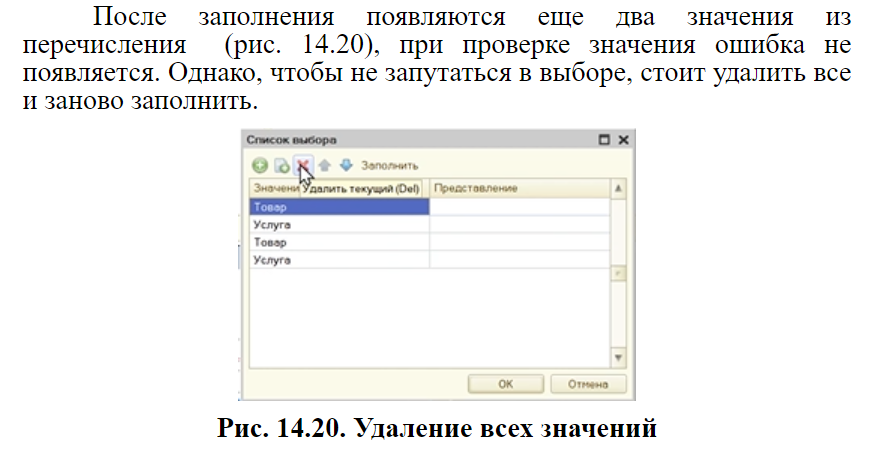 После заполнения появляются еще два значения из
перечисления (рис. 14.20), при проверке значения ошибка не
появляется. Однако, чтобы не запутаться в выборе, стоит удалить все
и заново заполнить.
Список выбора
Заполнить
Значени Удалить текущий (Del) Представление
Товар
Услуга
Товар
Услуга
OK Отмена
Рис. 14.20. Удаление всех значений